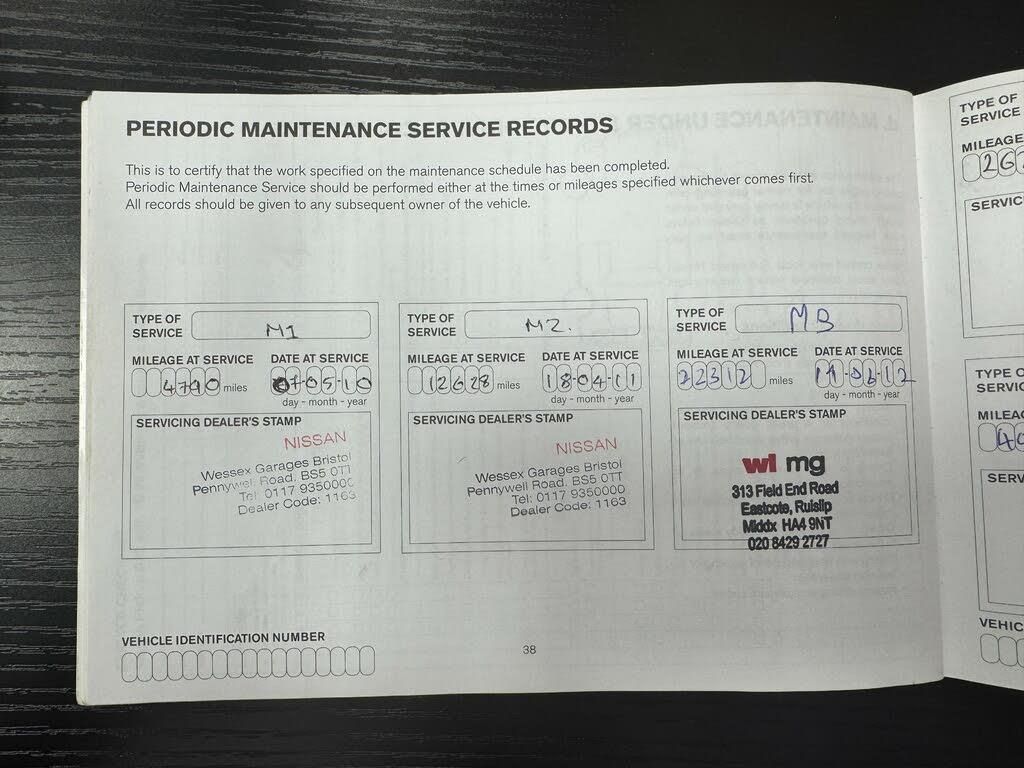 PERIODIC MAINTENANCE SERVICE RECORDS
This is to certify that the work specified on the maintenance schedule has been completed.
Periodic Maintenance Service should be performed either at the times or mileages specified whichever comes first.
All records should be given to any subsequent owner of the vehicle.
TYPE OF
SERVICE M1
MILEAGE AT SERVICE DATE AT SERVICE
4790 miles 07-05-10
day - month - year
SERVICING DEALER'S STAMP
NISSAN
Wessex Garages Bristol
Pennywell Road. BS5 0TT
Tel: 0117 9350000
Dealer Code: 1163
TYPE OF
SERVICE M2.
MILEAGE AT SERVICE DATE AT SERVICE
12628 miles 18-04-11
day - month - year
SERVICING DEALER'S STAMP
NISSAN
Wessex Garages Bristol
Pennywell Road. BS5 0TT
Tel: 0117 9350000
Dealer Code: 1163
TYPE OF
SERVICE M3
MILEAGE AT SERVICE DATE AT SERVICE
22312 miles
day - month - year
SERVICING DEALER'S STAMP
wl mg
313 Field End Road
Eastcote, Ruislip
Middx HA4 9NT
020 8429 2727
VEHICLE IDENTIFICATION NUMBER
38
TYPE OF
SERVICE
MILEAGE
26
SERVIC
TYPE O
SERVIC
MILEAG
SERV
VEHIC